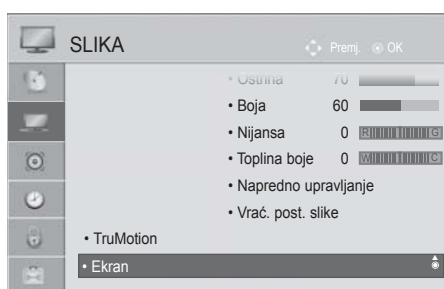 SLIKA
Premj. OK
• Oštrina 70
• Boja 60
• Nijansa 0 R G
• Toplina boje 0 W C
• Napredno upravljanje
• Vrać. post. slike
• TruMotion
• Ekran